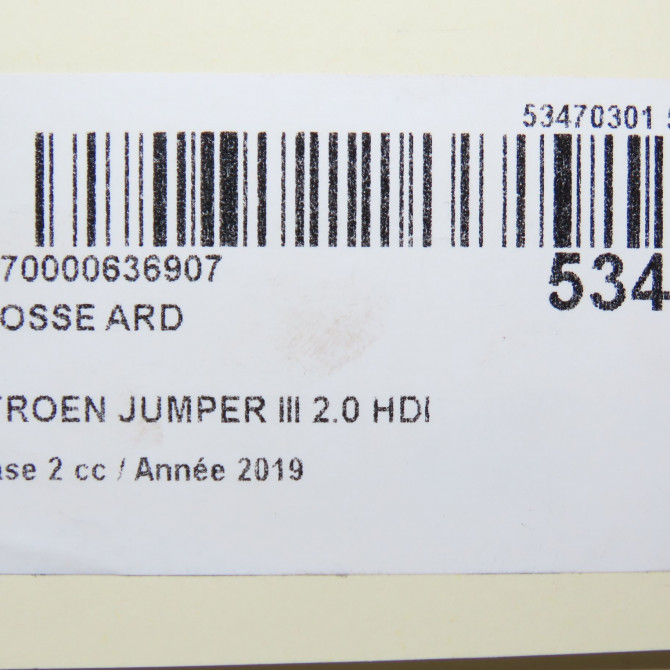 53470301
70000636907
534
OSSE ARD
TROEN JUMPER III 2.0 HDI
ase 2 cc / Année 2019